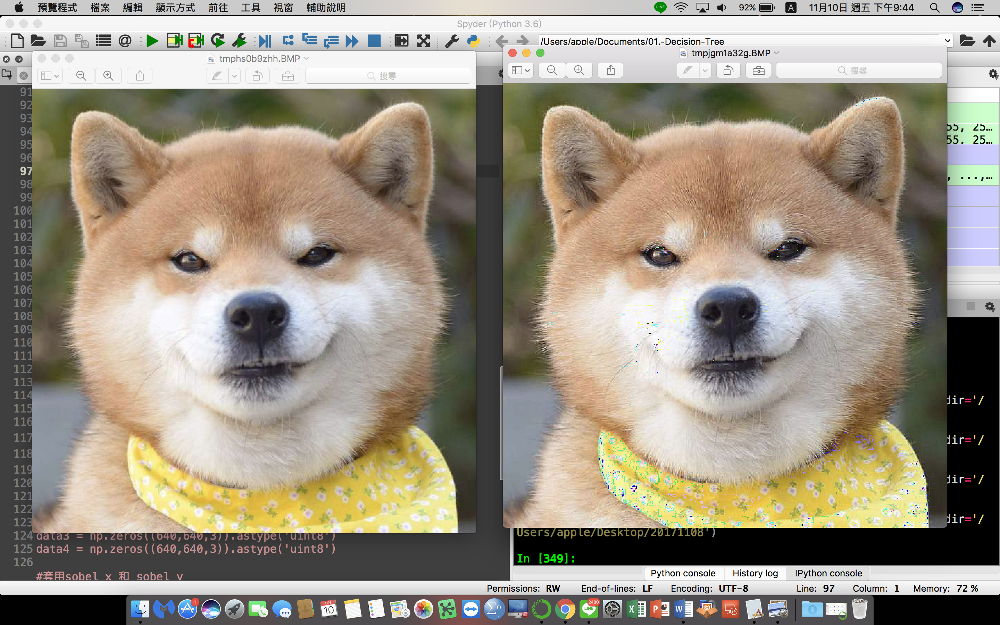 預覽程式 檔案 編輯 顯示方式 前往 工具 視窗 輔助說明 LINE 92% A 11月10日 週五 下午9:44
Spyder (Python 3.6)
/Users/apple/Documents/01.-Decision-Tree
tmphs0b9zhh.BMP
搜尋
tmpjgm1a32g.BMP
搜尋
91
92
93
94
95
96
97
98
99
100
101
102
103
104
105
106
107
108
109
110
111
112
113
114
115
116
117
118
119
120
121
122
123
124 data3 = np.zeros((640,640,3)).astype('uint8')
125 data4 = np.zeros((640,640,3)).astype('uint8')
126
#套用sobel x 和 sobel y
55, 25…
55, 25…
, ...,…
dir='/
dir='/
dir='/
dir='/
Users/apple/Desktop/20171108')
In [349]:
Python console History log IPython console
Permissions: RW End-of-lines: LF Encoding: UTF-8 Line: 97 Column: 1 Memory: 72 %
1
11月
10
2480